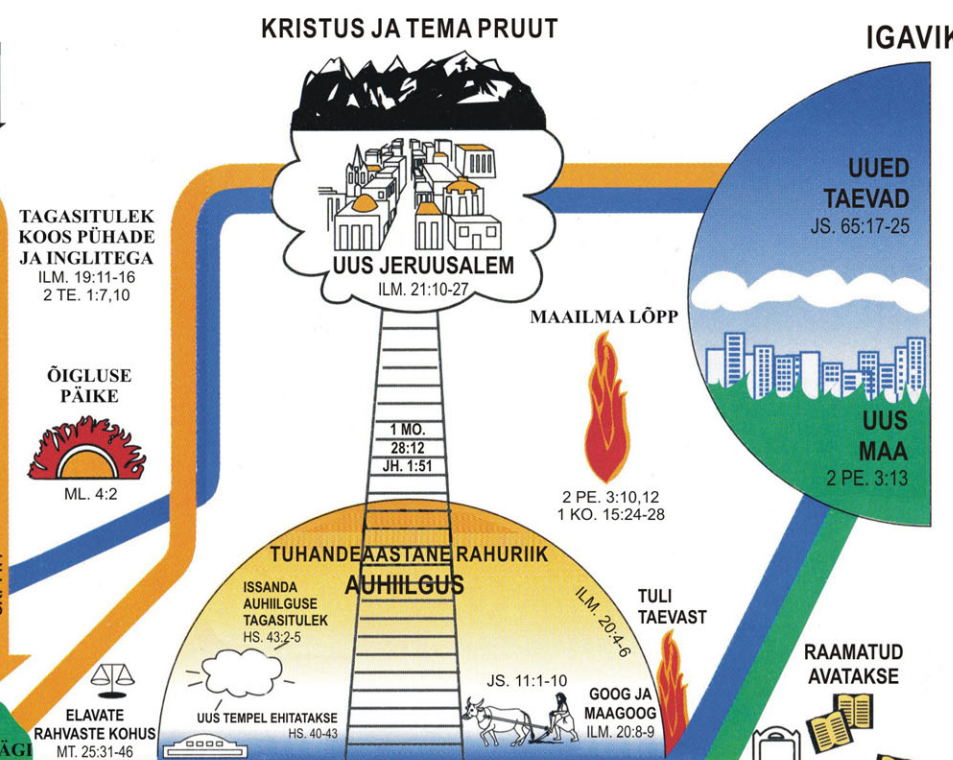 KRISTUS JA TEMA PRUUT
IGAVIK
UUED
TAEVAD
JS. 65:17-25
TAGASITULEK
KOOS PÜHADE
JA INGLITEGA
ILM. 19:11-16
2 TE. 1:7,10
UUS JERUUSALEM
ILM. 21:10-27
MAAILMA LÕPP
ÕIGLUSE
PÄIKE
ML. 4:2
1 MO.
28:12
JH. 1:51
UUS
MAA
2 PE. 3:13
2 PE. 3:10,12
1 KO. 15:24-28
TUHANDEAASTANE RAHURIIK
AUHIILGUS
ISSANDA
AUHIILGUSE
TAGASITULEK
HS. 43:2-5
ILM. 20:4-6
TULI
TAEVAST
RAAMATUD
AVATAKSE
JS. 11:1-10
GOOG JA
MAAGOOG
ILM. 20:8-9
UUS TEMPEL EHITATAKSE
HS. 40-43
ELAVATE
RAHVASTE KOHUS
MT. 25:31-46
ÄGI